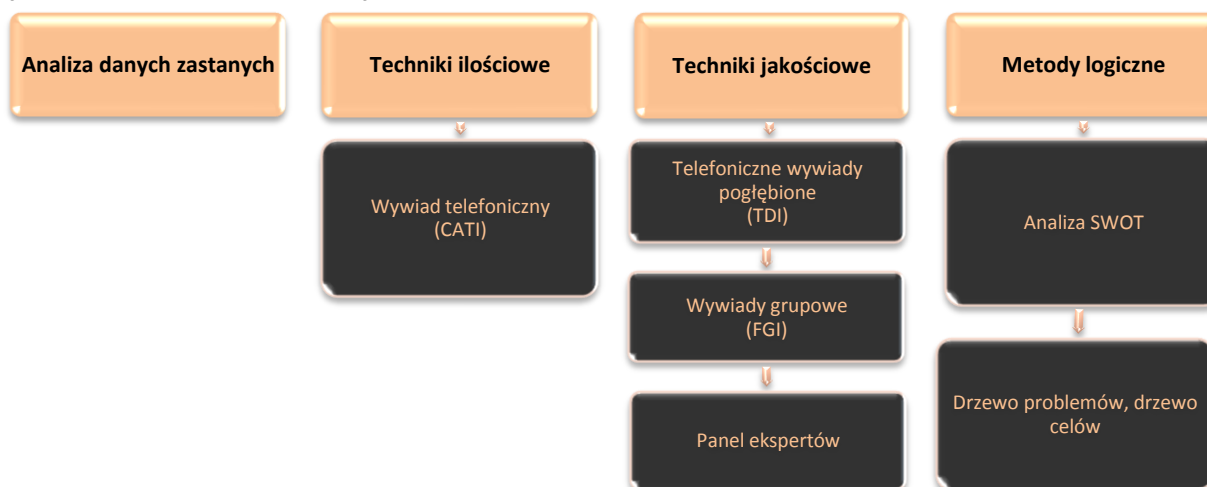 Analiza danych zastanych
Techniki ilościowe
Wywiad telefoniczny
(CATI)
Techniki jakościowe
Telefoniczne wywiady
pogłębione
(TDI)
Wywiady grupowe
(FGI)
Panel ekspertów
Metody logiczne
Analiza SWOT
Drzewo problemów, drzewo
celów